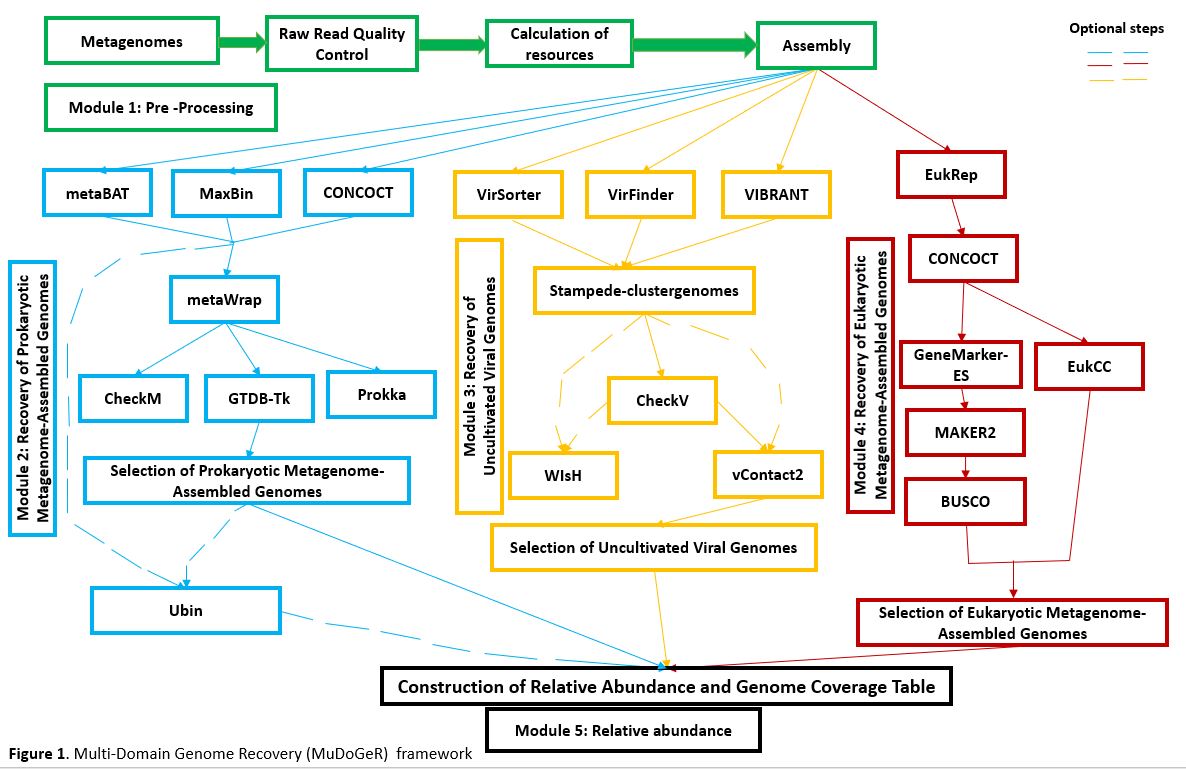 Metagenomes
Raw Read Quality
Control
Calculation of
resources
Assembly
Optional steps
Module 1: Pre -Processing
metaBAT
MaxBin
CONCOCT
VirSorter
VirFinder
VIBRANT
EukRep
Module 2: Recovery of Prokaryotic
Metagenome-Assembled Genomes
metaWrap
CheckM
GTDB-Tk
Prokka
Selection of Prokaryotic Metagenome-
Assembled Genomes
Ubin
Module 3: Recovery of
Uncultivated Viral Genomes
Stampede-clustergenomes
CheckV
WIsH
vContact2
Selection of Uncultivated Viral Genomes
Module 4: Recovery of Eukaryotic
Metagenome-Assembled Genomes
CONCOCT
GeneMarker-
ES
EukCC
MAKER2
BUSCO
Selection of Eukaryotic Metagenome-
Assembled Genomes
Construction of Relative Abundance and Genome Coverage Table
Module 5: Relative abundance
Figure 1. Multi-Domain Genome Recovery (MuDoGeR) framework